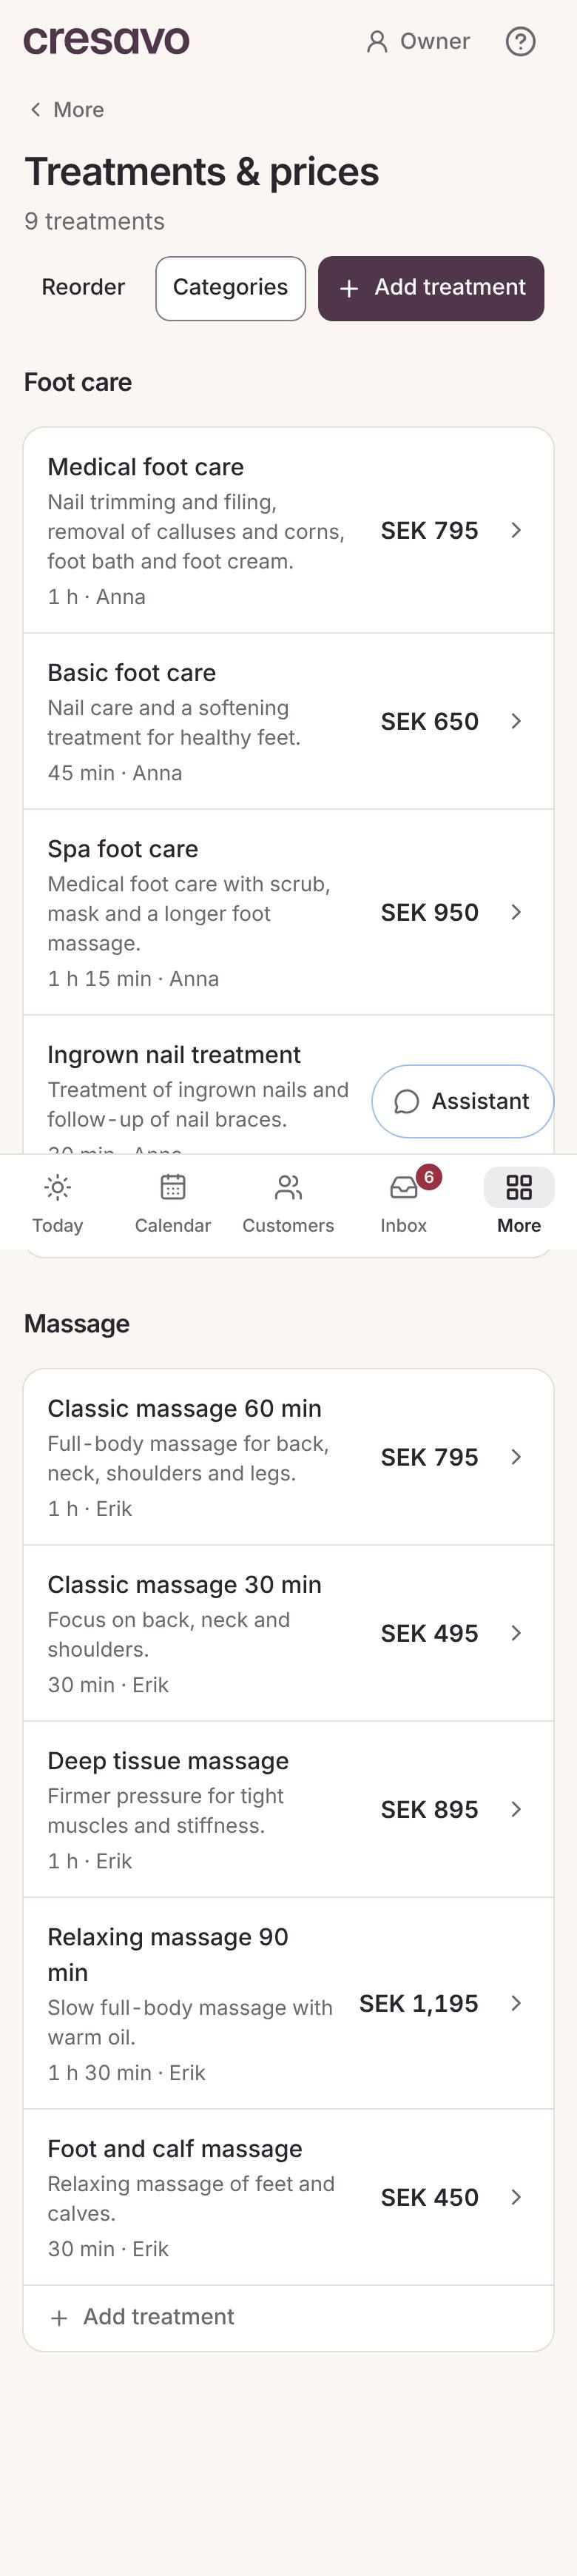 cresavo
Owner
More
Treatments & prices
9 treatments
Reorder
Categories
Add treatment
Foot care
Medical foot care
Nail trimming and filing,
removal of calluses and corns,
foot bath and foot cream.
1 h · Anna
SEK 795
Basic foot care
Nail care and a softening
treatment for healthy feet.
45 min · Anna
SEK 650
Spa foot care
Medical foot care with scrub,
mask and a longer foot
massage.
1 h 15 min · Anna
SEK 950
Ingrown nail treatment
Treatment of ingrown nails and
follow-up of nail braces.
Assistant
Today
Calendar
Customers
Inbox
6
More
Massage
Classic massage 60 min
Full-body massage for back,
neck, shoulders and legs.
1 h · Erik
SEK 795
Classic massage 30 min
Focus on back, neck and
shoulders.
30 min · Erik
SEK 495
Deep tissue massage
Firmer pressure for tight
muscles and stiffness.
1 h · Erik
SEK 895
Relaxing massage 90
min
Slow full-body massage with
warm oil.
1 h 30 min · Erik
SEK 1,195
Foot and calf massage
Relaxing massage of feet and
calves.
30 min · Erik
SEK 450
Add treatment